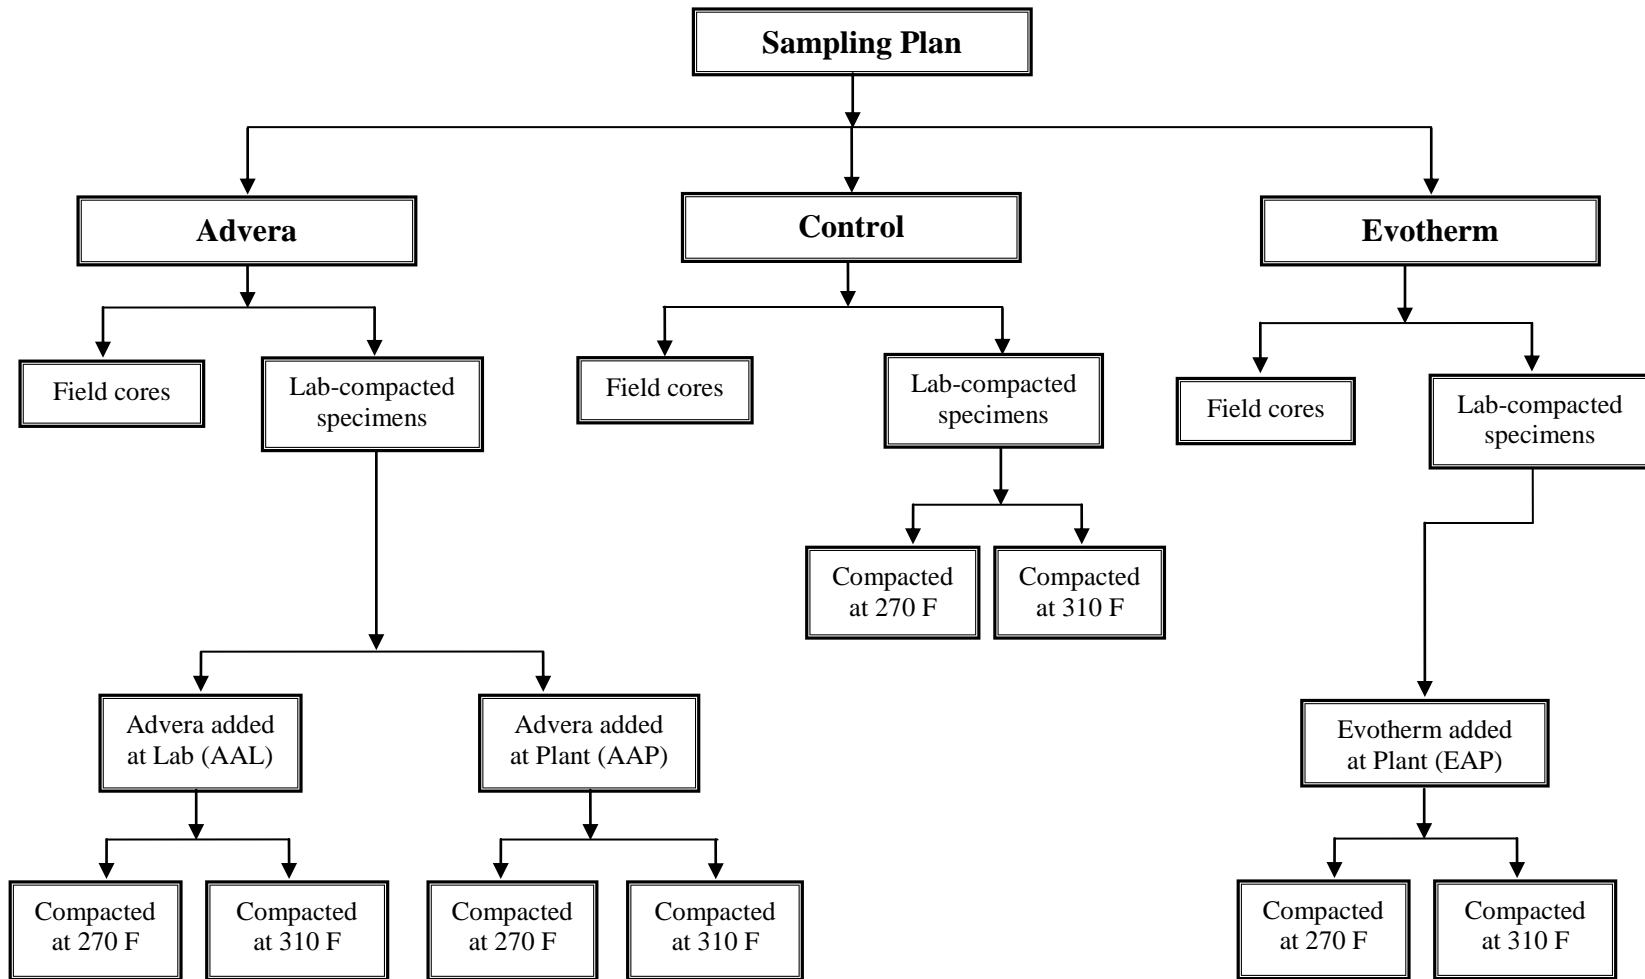 Sampling Plan
Advera
Control
Evotherm
Field cores
Lab-compacted
specimens
Field cores
Lab-compacted
specimens
Field cores
Lab-compacted
specimens
Compacted
at 270 F
Compacted
at 310 F
Advera added
at Lab (AAL)
Advera added
at Plant (AAP)
Evotherm added
at Plant (EAP)
Compacted
at 270 F
Compacted
at 310 F
Compacted
at 270 F
Compacted
at 310 F
Compacted
at 270 F
Compacted
at 310 F